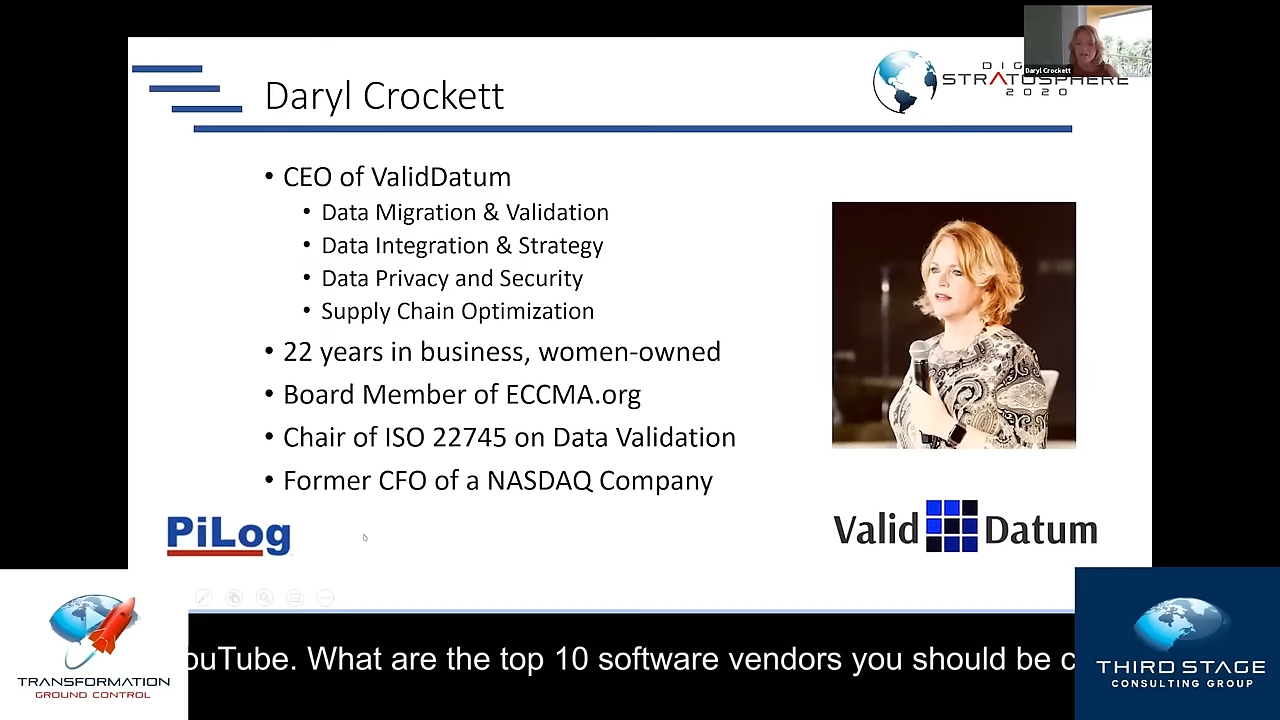 Daryl Crockett
STRATOSPHERE
2020
Daryl Crockett
• CEO of ValidDatum
• Data Migration & Validation
• Data Integration & Strategy
• Data Privacy and Security
• Supply Chain Optimization
• 22 years in business, women-owned
• Board Member of ECCMA.org
• Chair of ISO 22745 on Data Validation
• Former CFO of a NASDAQ Company
PiLog
Valid Datum
TRANSFORMATION
GROUND CONTROL
ouTube. What are the top 10 software vendors you should be c
THIRD STAGE
CONSULTING GROUP